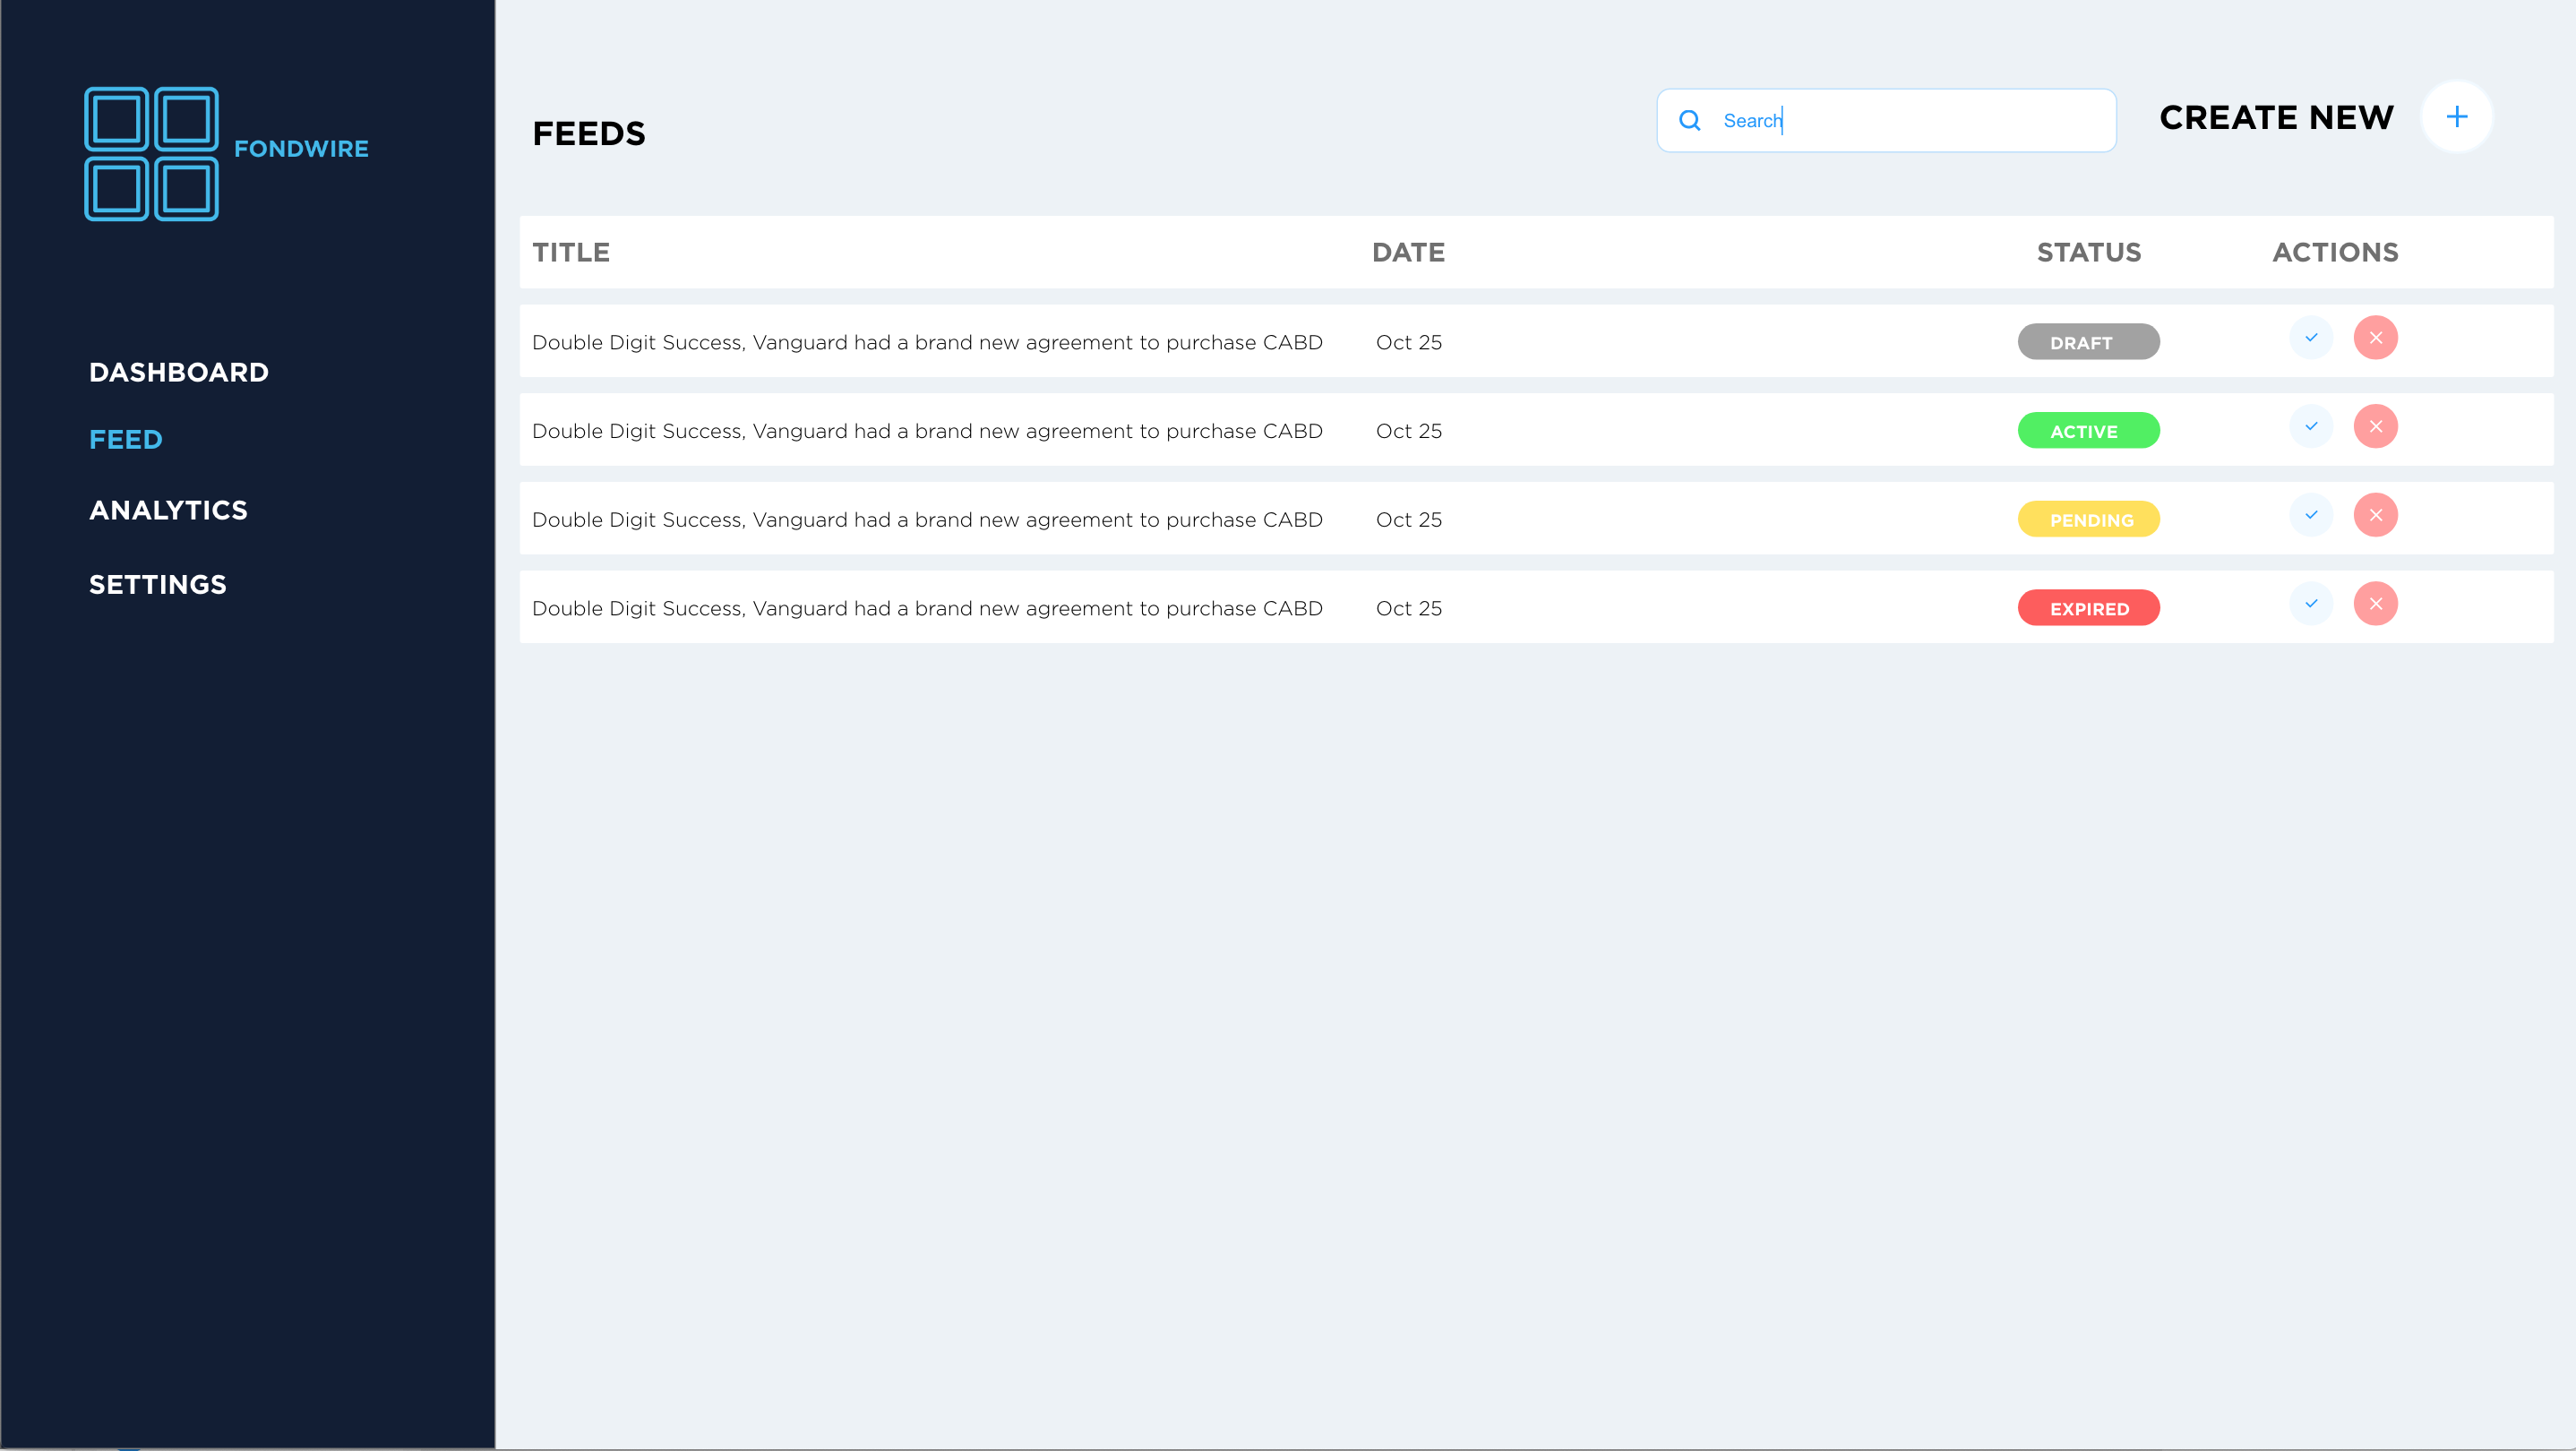 FONDWIRE
DASHBOARD
FEED
ANALYTICS
SETTINGS
FEEDS
Search
CREATE NEW
TITLE DATE STATUS ACTIONS
Double Digit Success, Vanguard had a brand new agreement to purchase CABD Oct 25 DRAFT
Double Digit Success, Vanguard had a brand new agreement to purchase CABD Oct 25 ACTIVE
Double Digit Success, Vanguard had a brand new agreement to purchase CABD Oct 25 PENDING
Double Digit Success, Vanguard had a brand new agreement to purchase CABD Oct 25 EXPIRED